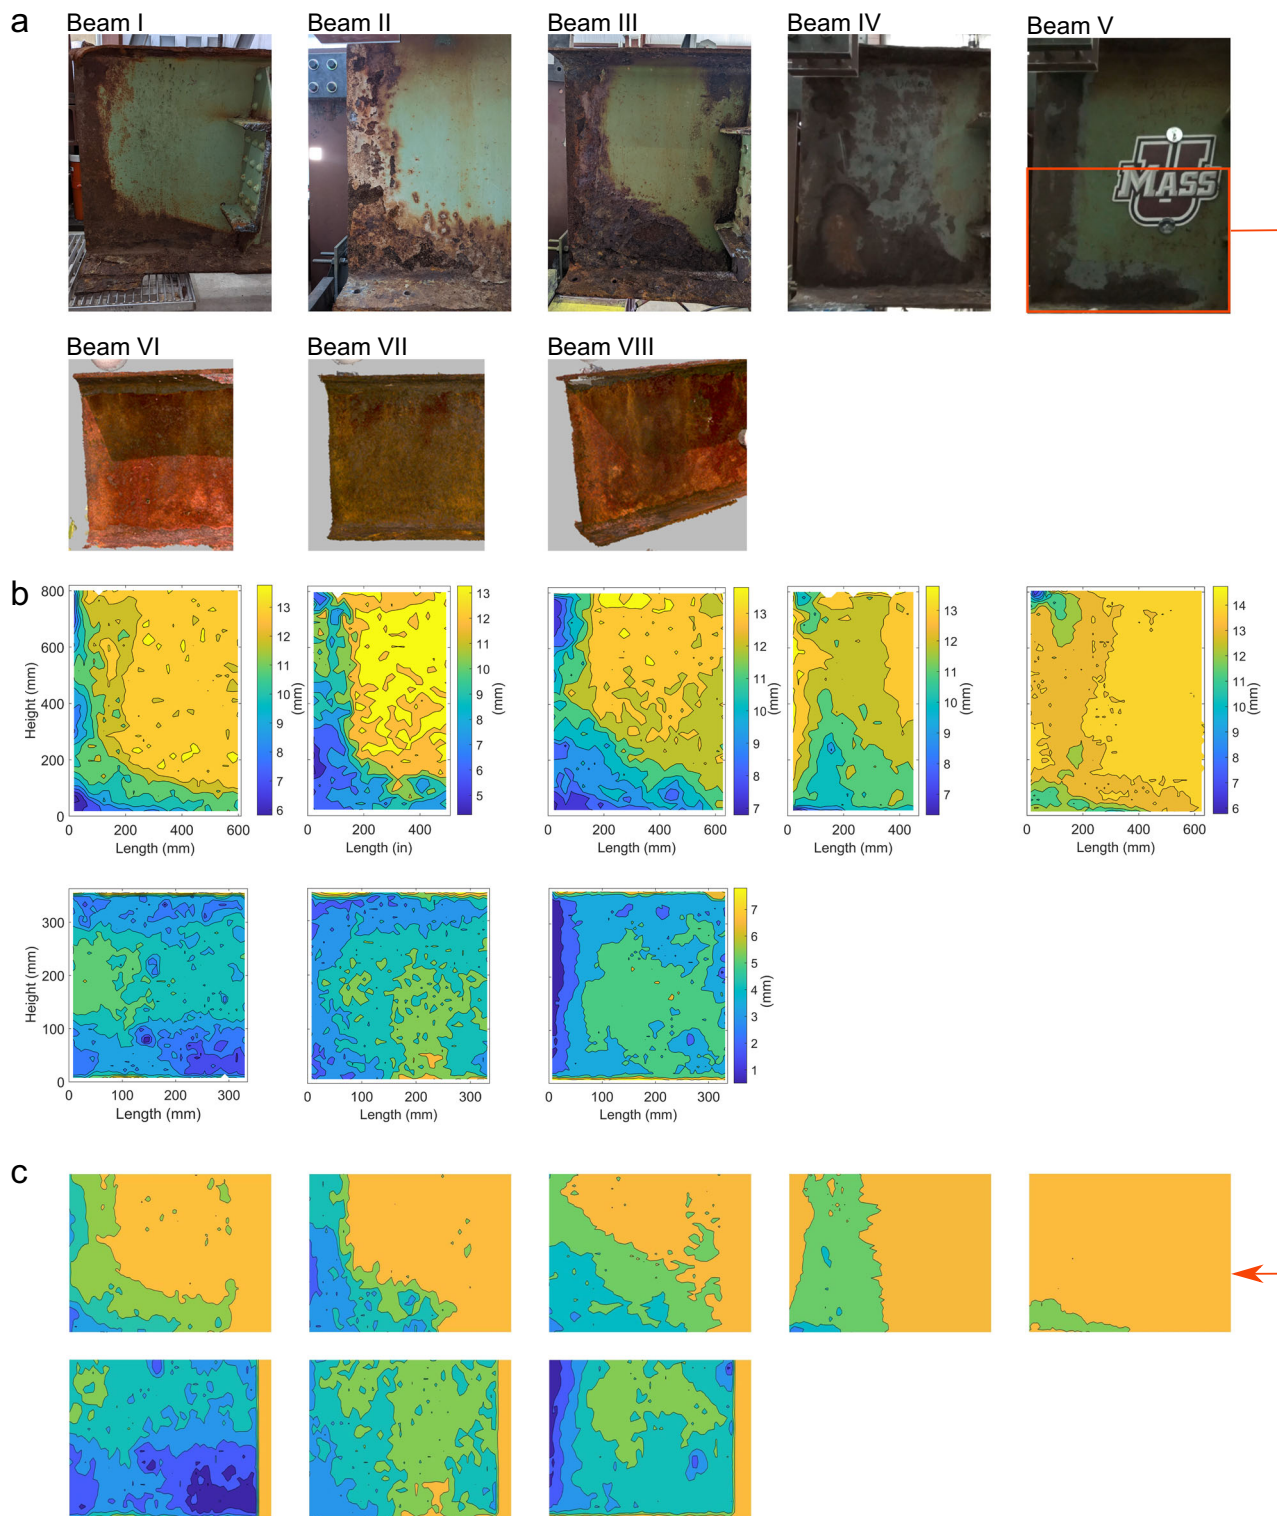 a
Beam I
Beam II
Beam III
Beam IV
Beam V
U
MASS
Beam VI
Beam VII
Beam VIII
b
Height (mm)
800
600
400
200
0
0 200 400 600
Length (mm)
13
12
11
10
9
8
7
6
(mm)
0 200 400
Length (in)
13
12
11
10
9
8
7
6
5
(mm)
0 200 400 600
Length (mm)
13
12
11
10
9
8
7
(mm)
0 200 400
Length (mm)
13
12
11
10
9
8
7
(mm)
0 200 400 600
Length (mm)
14
13
12
11
10
9
8
7
6
Height (mm)
300
200
100
0
0 100 200 300
Length (mm)
0 100 200 300
Length (mm)
0 100 200 300
Length (mm)
7
6
5
4
3
2
1
(mm)
c